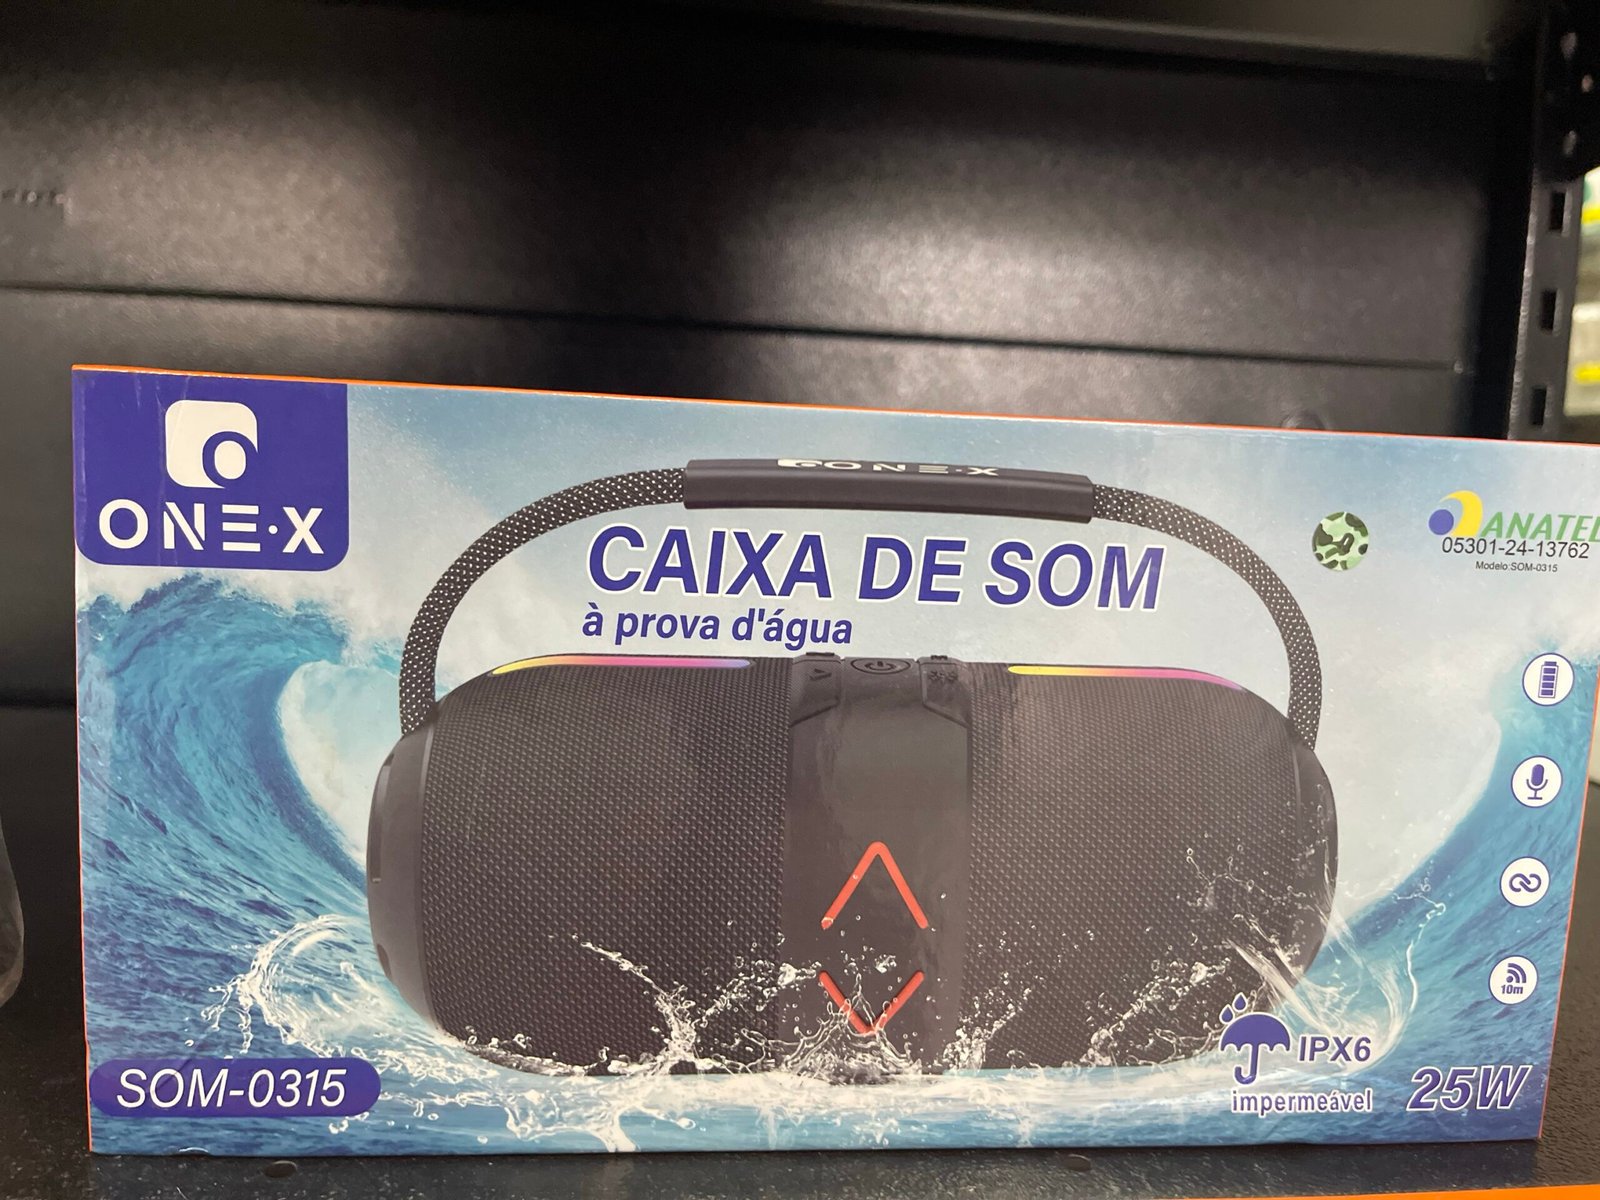 ONE·X
ONE·X
CAIXA DE SOM
à prova d'água
ANATEL
05301-24-13762
Modelo:SOM-0315
10m
IPX6
impermeável
25W
SOM-0315